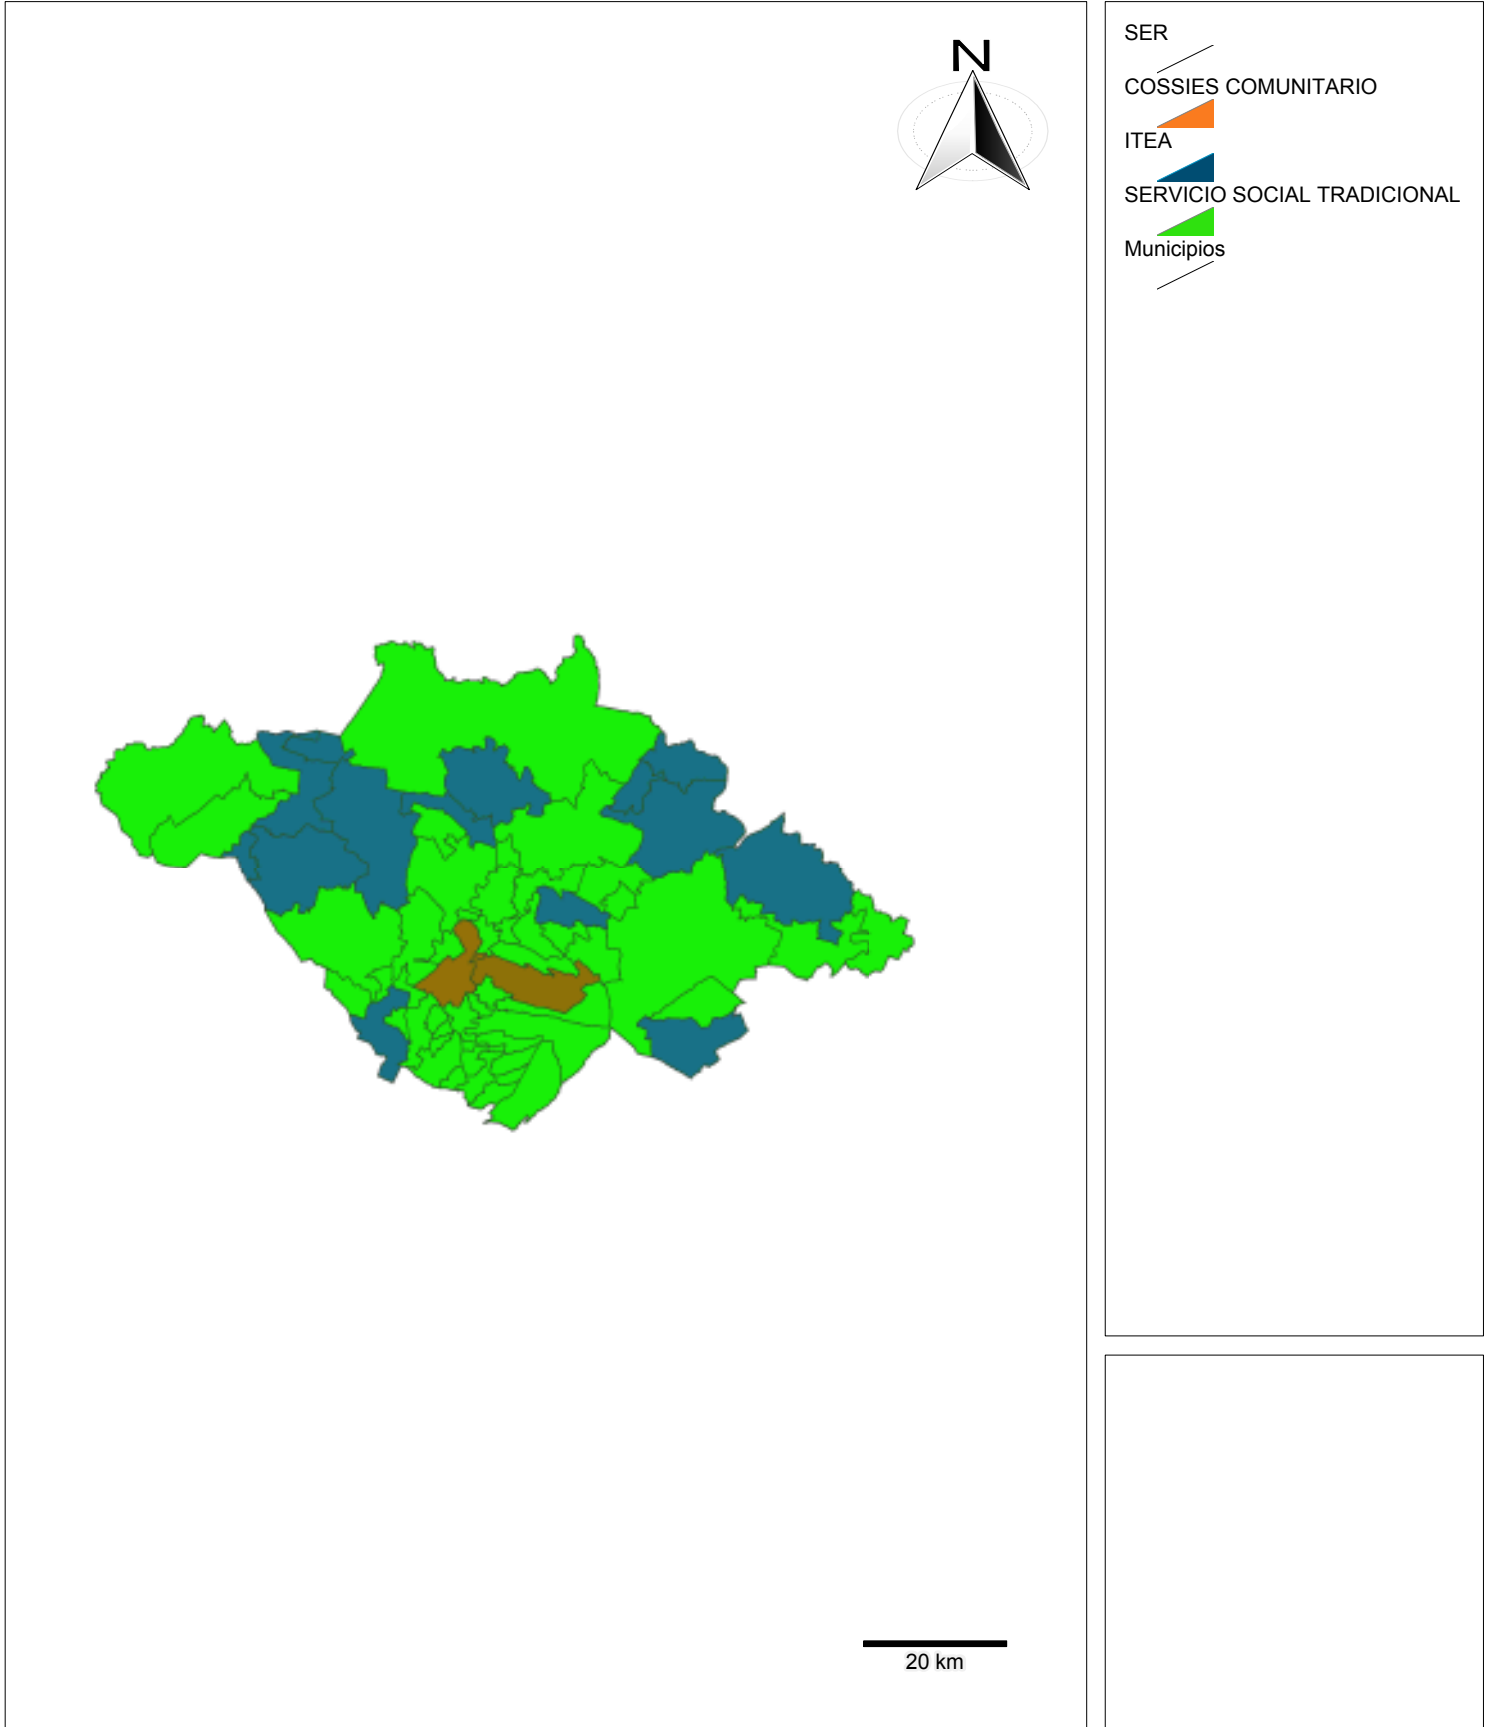 N
SER
COSSIES COMUNITARIO
ITEA
SERVICIO SOCIAL TRADICIONAL
Municipios
20 km